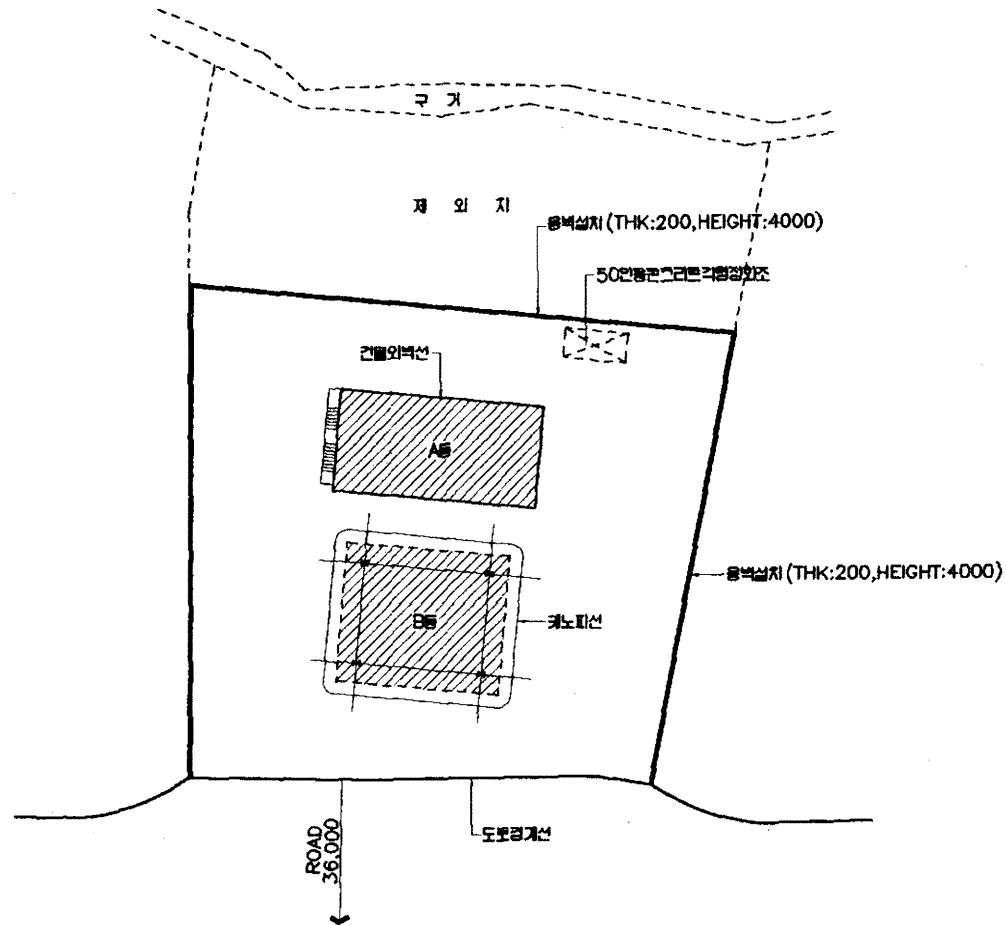 구 거
제 외 지
옹벽설치 (THK:200,HEIGHT:4000)
50인용콘크리트각형정화조
건물외벽선
A동
옹벽설치 (THK:200,HEIGHT:4000)
B동
캐노피선
도로경계선
ROAD
36,000